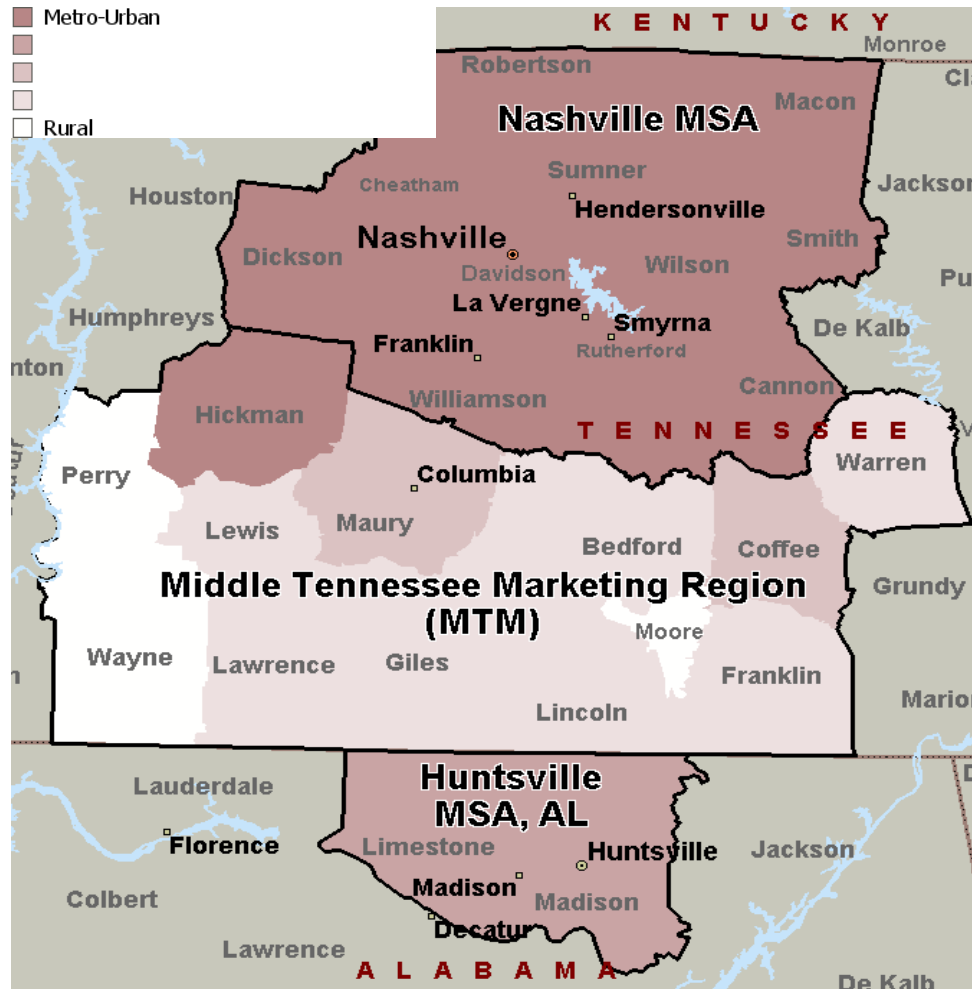 Metro-Urban
Rural
K E N T U C K Y
Monroe
Robertson
Macon
Nashville MSA
Houston
Cheatham
Sumner
Jackson
Hendersonville
Nashville
Smith
Dickson
Davidson
Wilson
La Vergne
Humphreys
Smyrna
De Kalb
Franklin
Rutherford
nton
Williamson
Cannon
Hickman
T E N N E S S E E
Warren
Perry
Columbia
Lewis
Maury
Bedford
Coffee
Middle Tennessee Marketing Region
(MTM)
Grundy
Moore
Wayne
Lawrence
Giles
Franklin
Marion
Lincoln
Huntsville
MSA, AL
Lauderdale
Florence
Limestone
Huntsville
Jackson
Madison
Colbert
Madison
Decatur
Lawrence
A L A B A M A
De Kalb